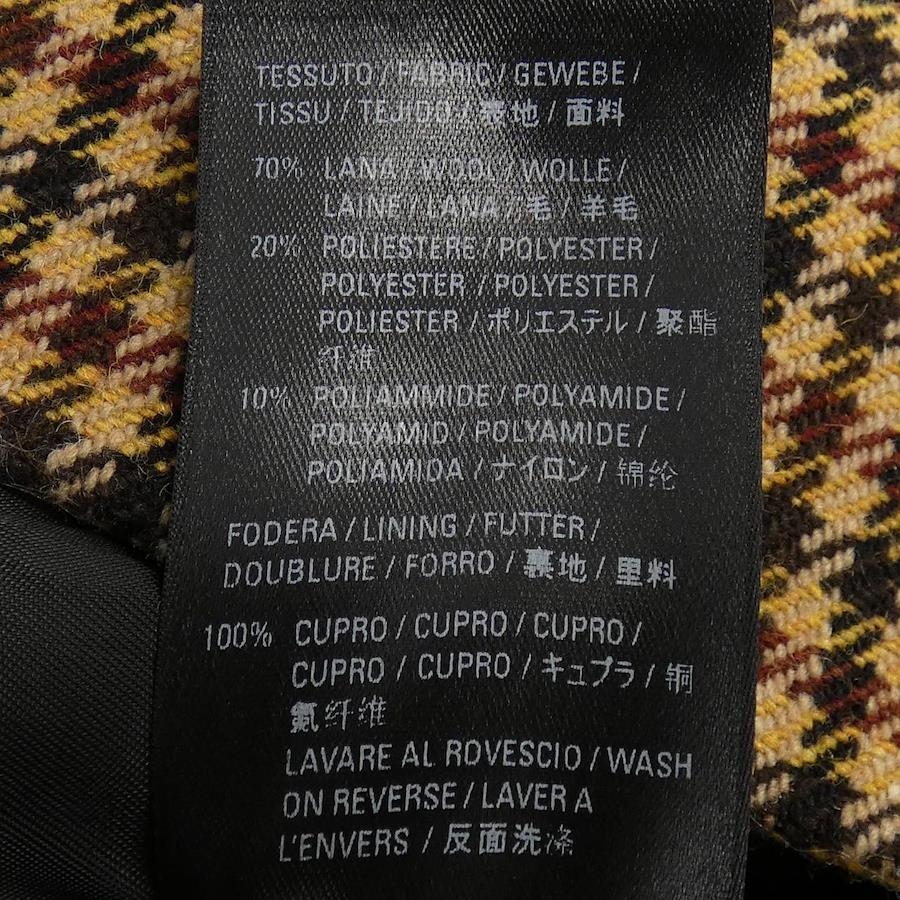 TESSUTO / FABRIC / GEWEBE /
TISSU / TEJIDO / 表地 / 面料
70% LANA / WOOL / WOLLE /
LAINE / LANA / 毛 / 羊毛
20% POLIESTERE / POLYESTER /
POLYESTER / POLYESTER /
POLIESTER / ポリエステル / 聚酯
纤维
10% POLIAMMIDE / POLYAMIDE /
POLYAMID / POLYAMIDE /
POLIAMIDA / ナイロン / 锦纶
FODERA / LINING / FUTTER /
DOUBLURE / FORRO / 裏地 / 里料
100% CUPRO / CUPRO / CUPRO /
CUPRO / CUPRO / キュプラ / 铜
氨纤维
LAVARE AL ROVESCIO / WASH
ON REVERSE / LAVER A
L'ENVERS / 反面洗涤